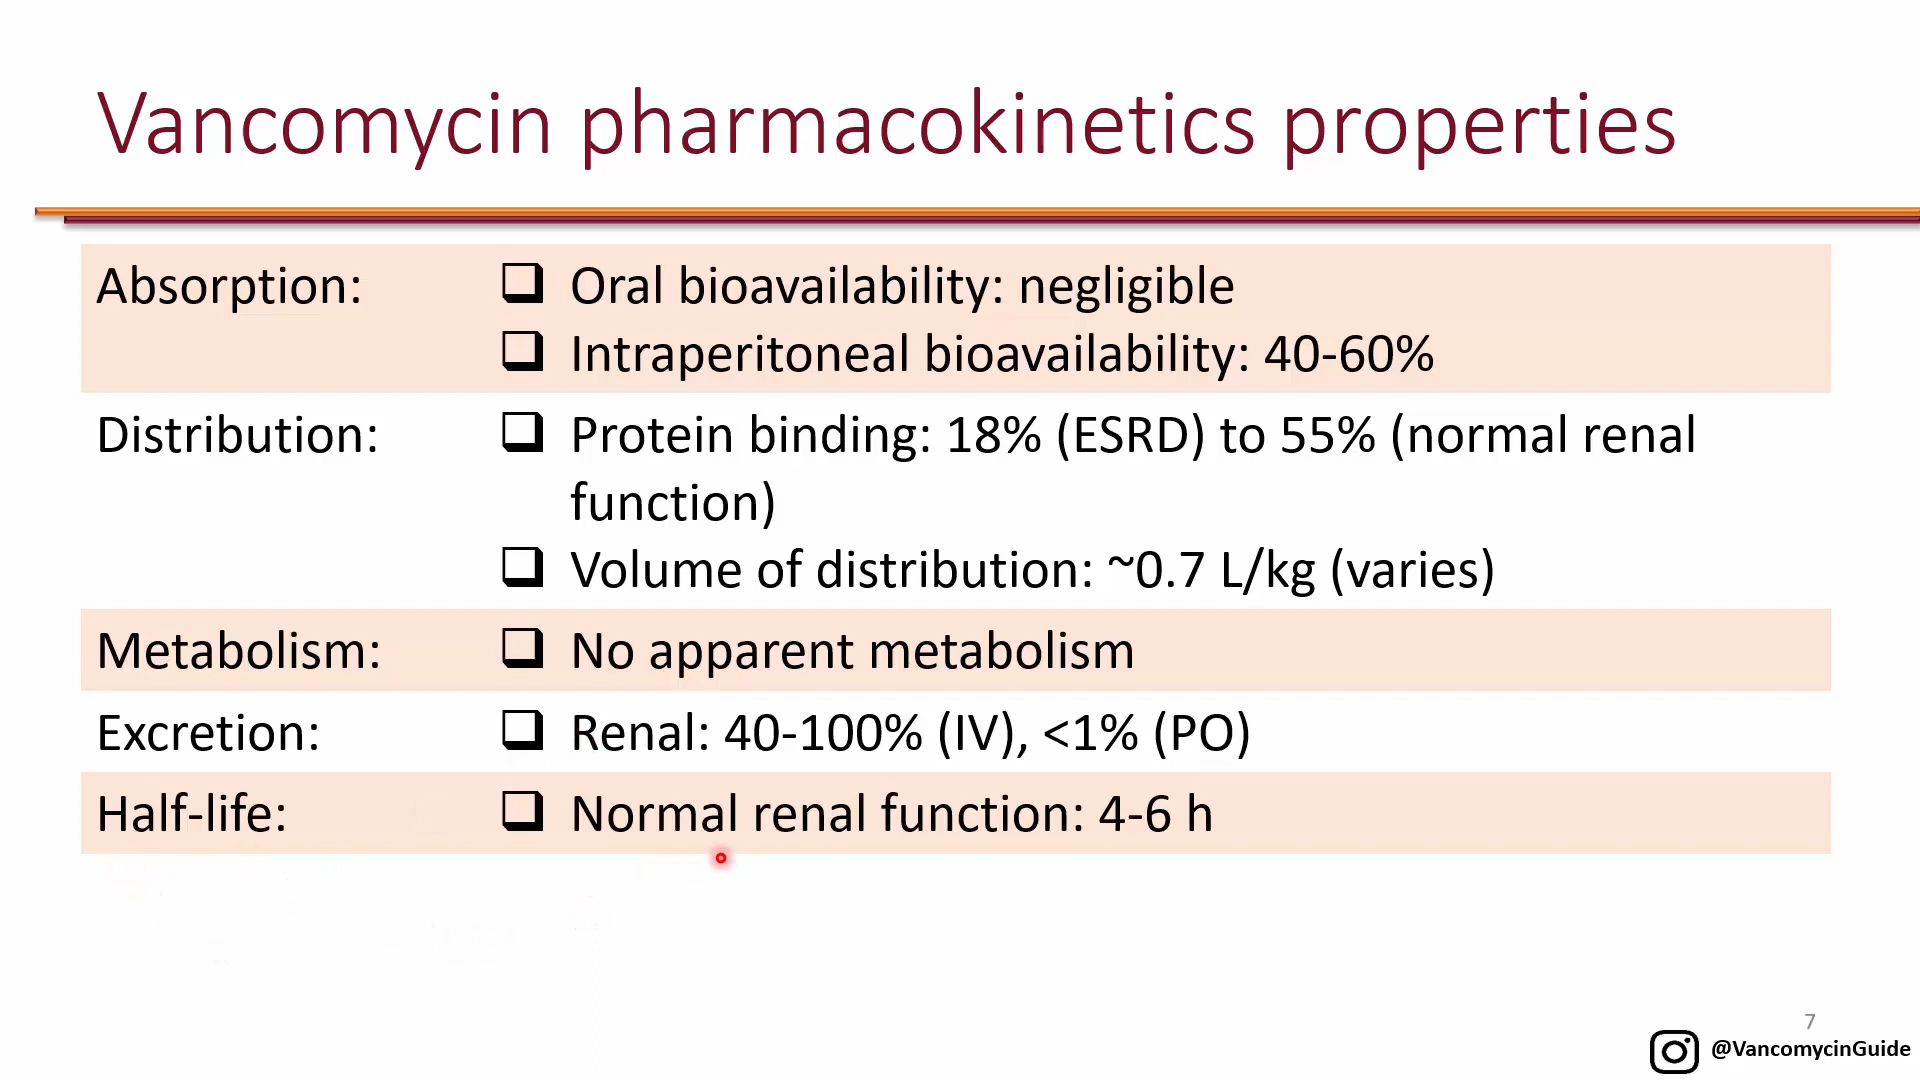 Vancomycin pharmacokinetics properties
Absorption:
❑ Oral bioavailability: negligible
❑ Intraperitoneal bioavailability: 40-60%
Distribution:
❑ Protein binding: 18% (ESRD) to 55% (normal renal
function)
❑ Volume of distribution: ~0.7 L/kg (varies)
Metabolism:
❑ No apparent metabolism
Excretion:
❑ Renal: 40-100% (IV), <1% (PO)
Half-life:
❑ Normal renal function: 4-6 h
7
@VancomycinGuide